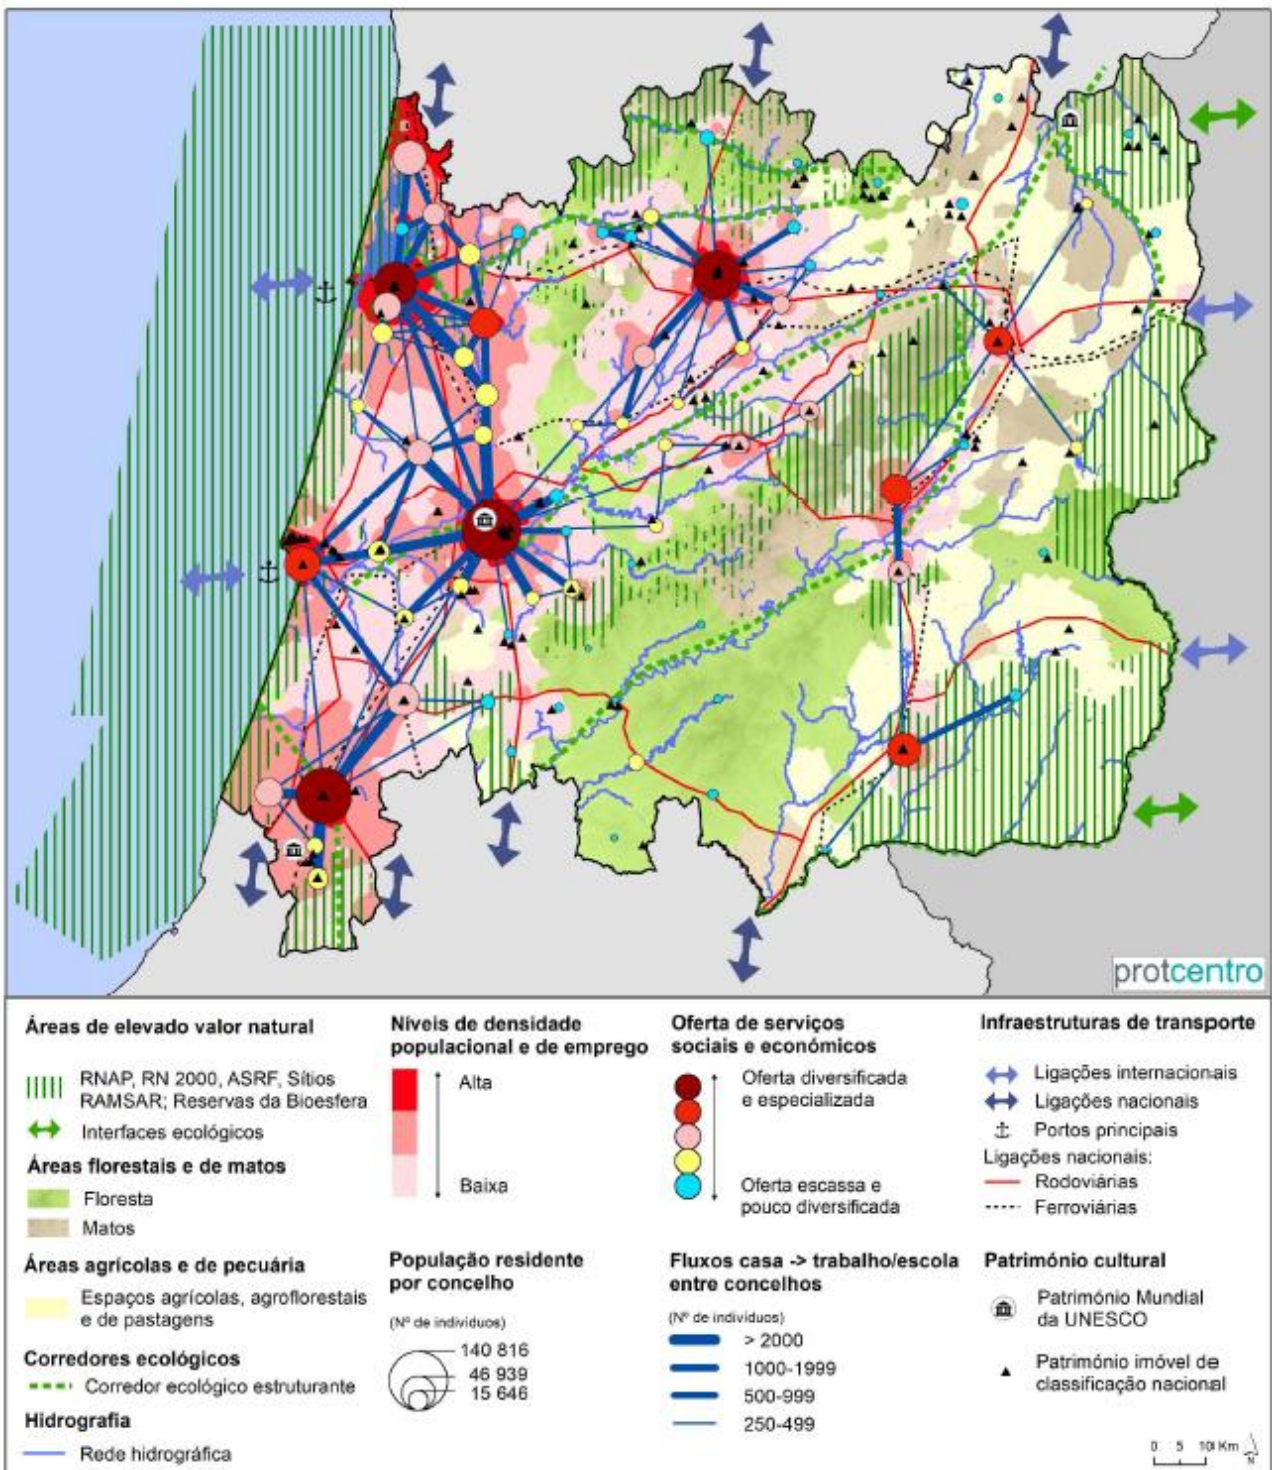 protcentro
Áreas de elevado valor natural
RNAP, RN 2000, ASRF, Sítios
RAMSAR; Reservas da Bioesfera
Interfaces ecológicos
Áreas florestais e de matos
Floresta
Matos
Áreas agrícolas e de pecuária
Espaços agrícolas, agroflorestais
e de pastagens
Corredores ecológicos
Corredor ecológico estruturante
Hidrografia
Rede hidrográfica
Níveis de densidade
populacional e de emprego
Alta
Baixa
População residente
por concelho
(Nº de indivíduos)
140 816
46 939
15 646
Oferta de serviços
sociais e económicos
Oferta diversificada
e especializada
Oferta escassa e
pouco diversificada
Fluxos casa -> trabalho/escola
entre concelhos
(Nº de indivíduos)
> 2000
1000-1999
500-999
250-499
Infraestruturas de transporte
Ligações internacionais
Ligações nacionais
Portos principais
Ligações nacionais:
Rodoviárias
Ferroviárias
Património cultural
Património Mundial
da UNESCO
Património imóvel de
classificação nacional
0 5 10 Km
N